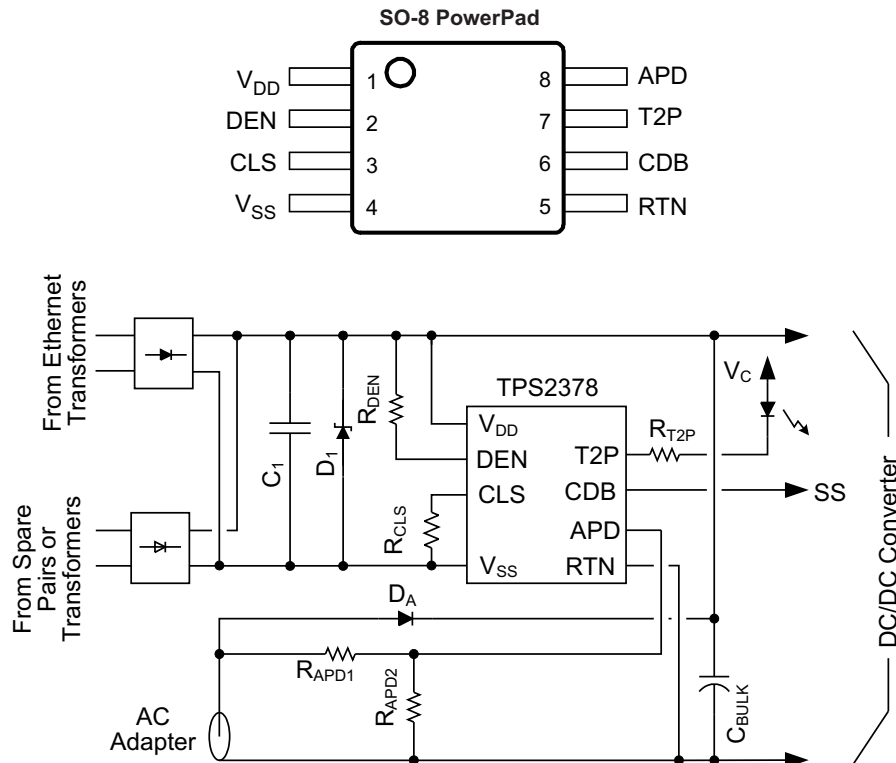 SO-8 PowerPad
VDD
1
8
APD
DEN
2
7
T2P
CLS
3
6
CDB
VSS
4
5
RTN
From Ethernet
Transformers
From Spare
Pairs or
Transformers
C1
D1
RDEN
RCLS
TPS2378
VDD
DEN
CLS
VSS
T2P
CDB
APD
RTN
RT2P
VC
SS
DC/DC Converter
DA
RAPD1
RAPD2
CBULK
AC
Adapter